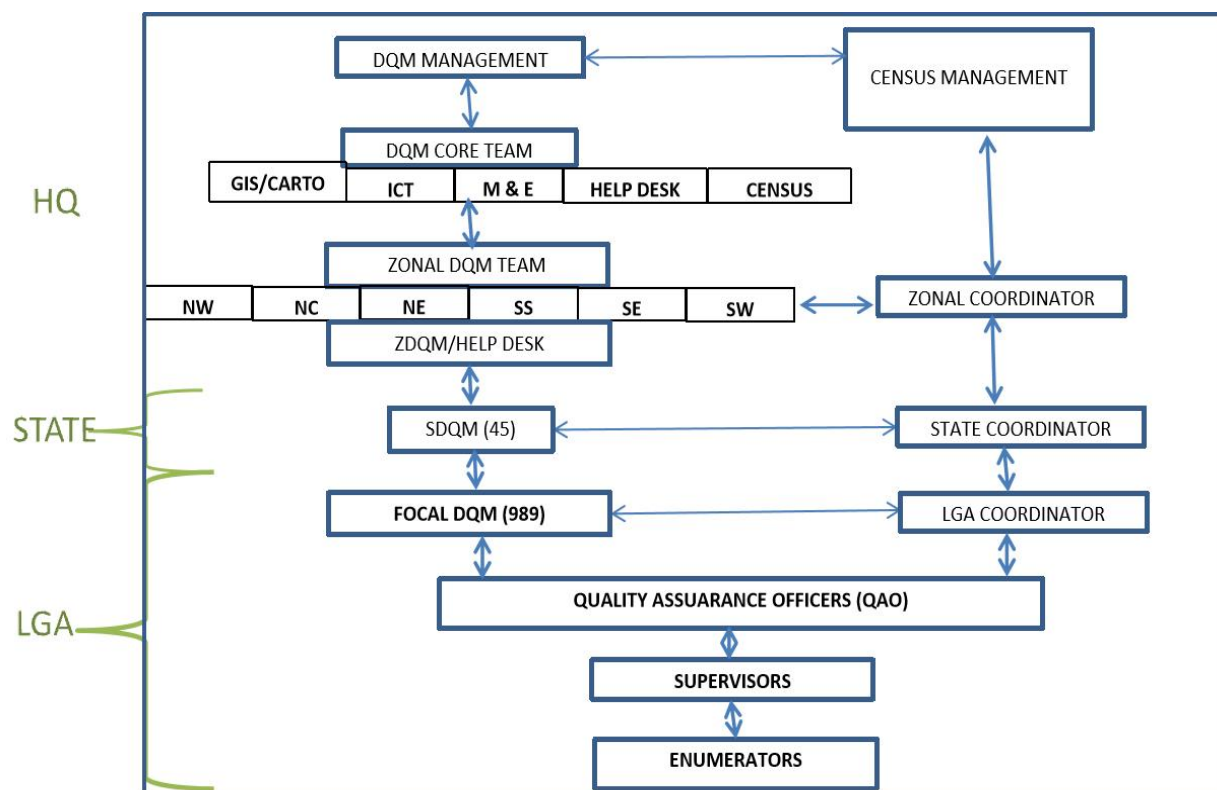 DQM MANAGEMENT
CENSUS MANAGEMENT
DQM CORE TEAM
GIS/CARTO
ICT
M & E
HELP DESK
CENSUS
HQ
ZONAL DQM TEAM
NW
NC
NE
SS
SE
SW
ZONAL COORDINATOR
ZDQM/HELP DESK
STATE
SDQM (45)
STATE COORDINATOR
FOCAL DQM (989)
LGA COORDINATOR
LGA
QUALITY ASSUARANCE OFFICERS (QAO)
SUPERVISORS
ENUMERATORS